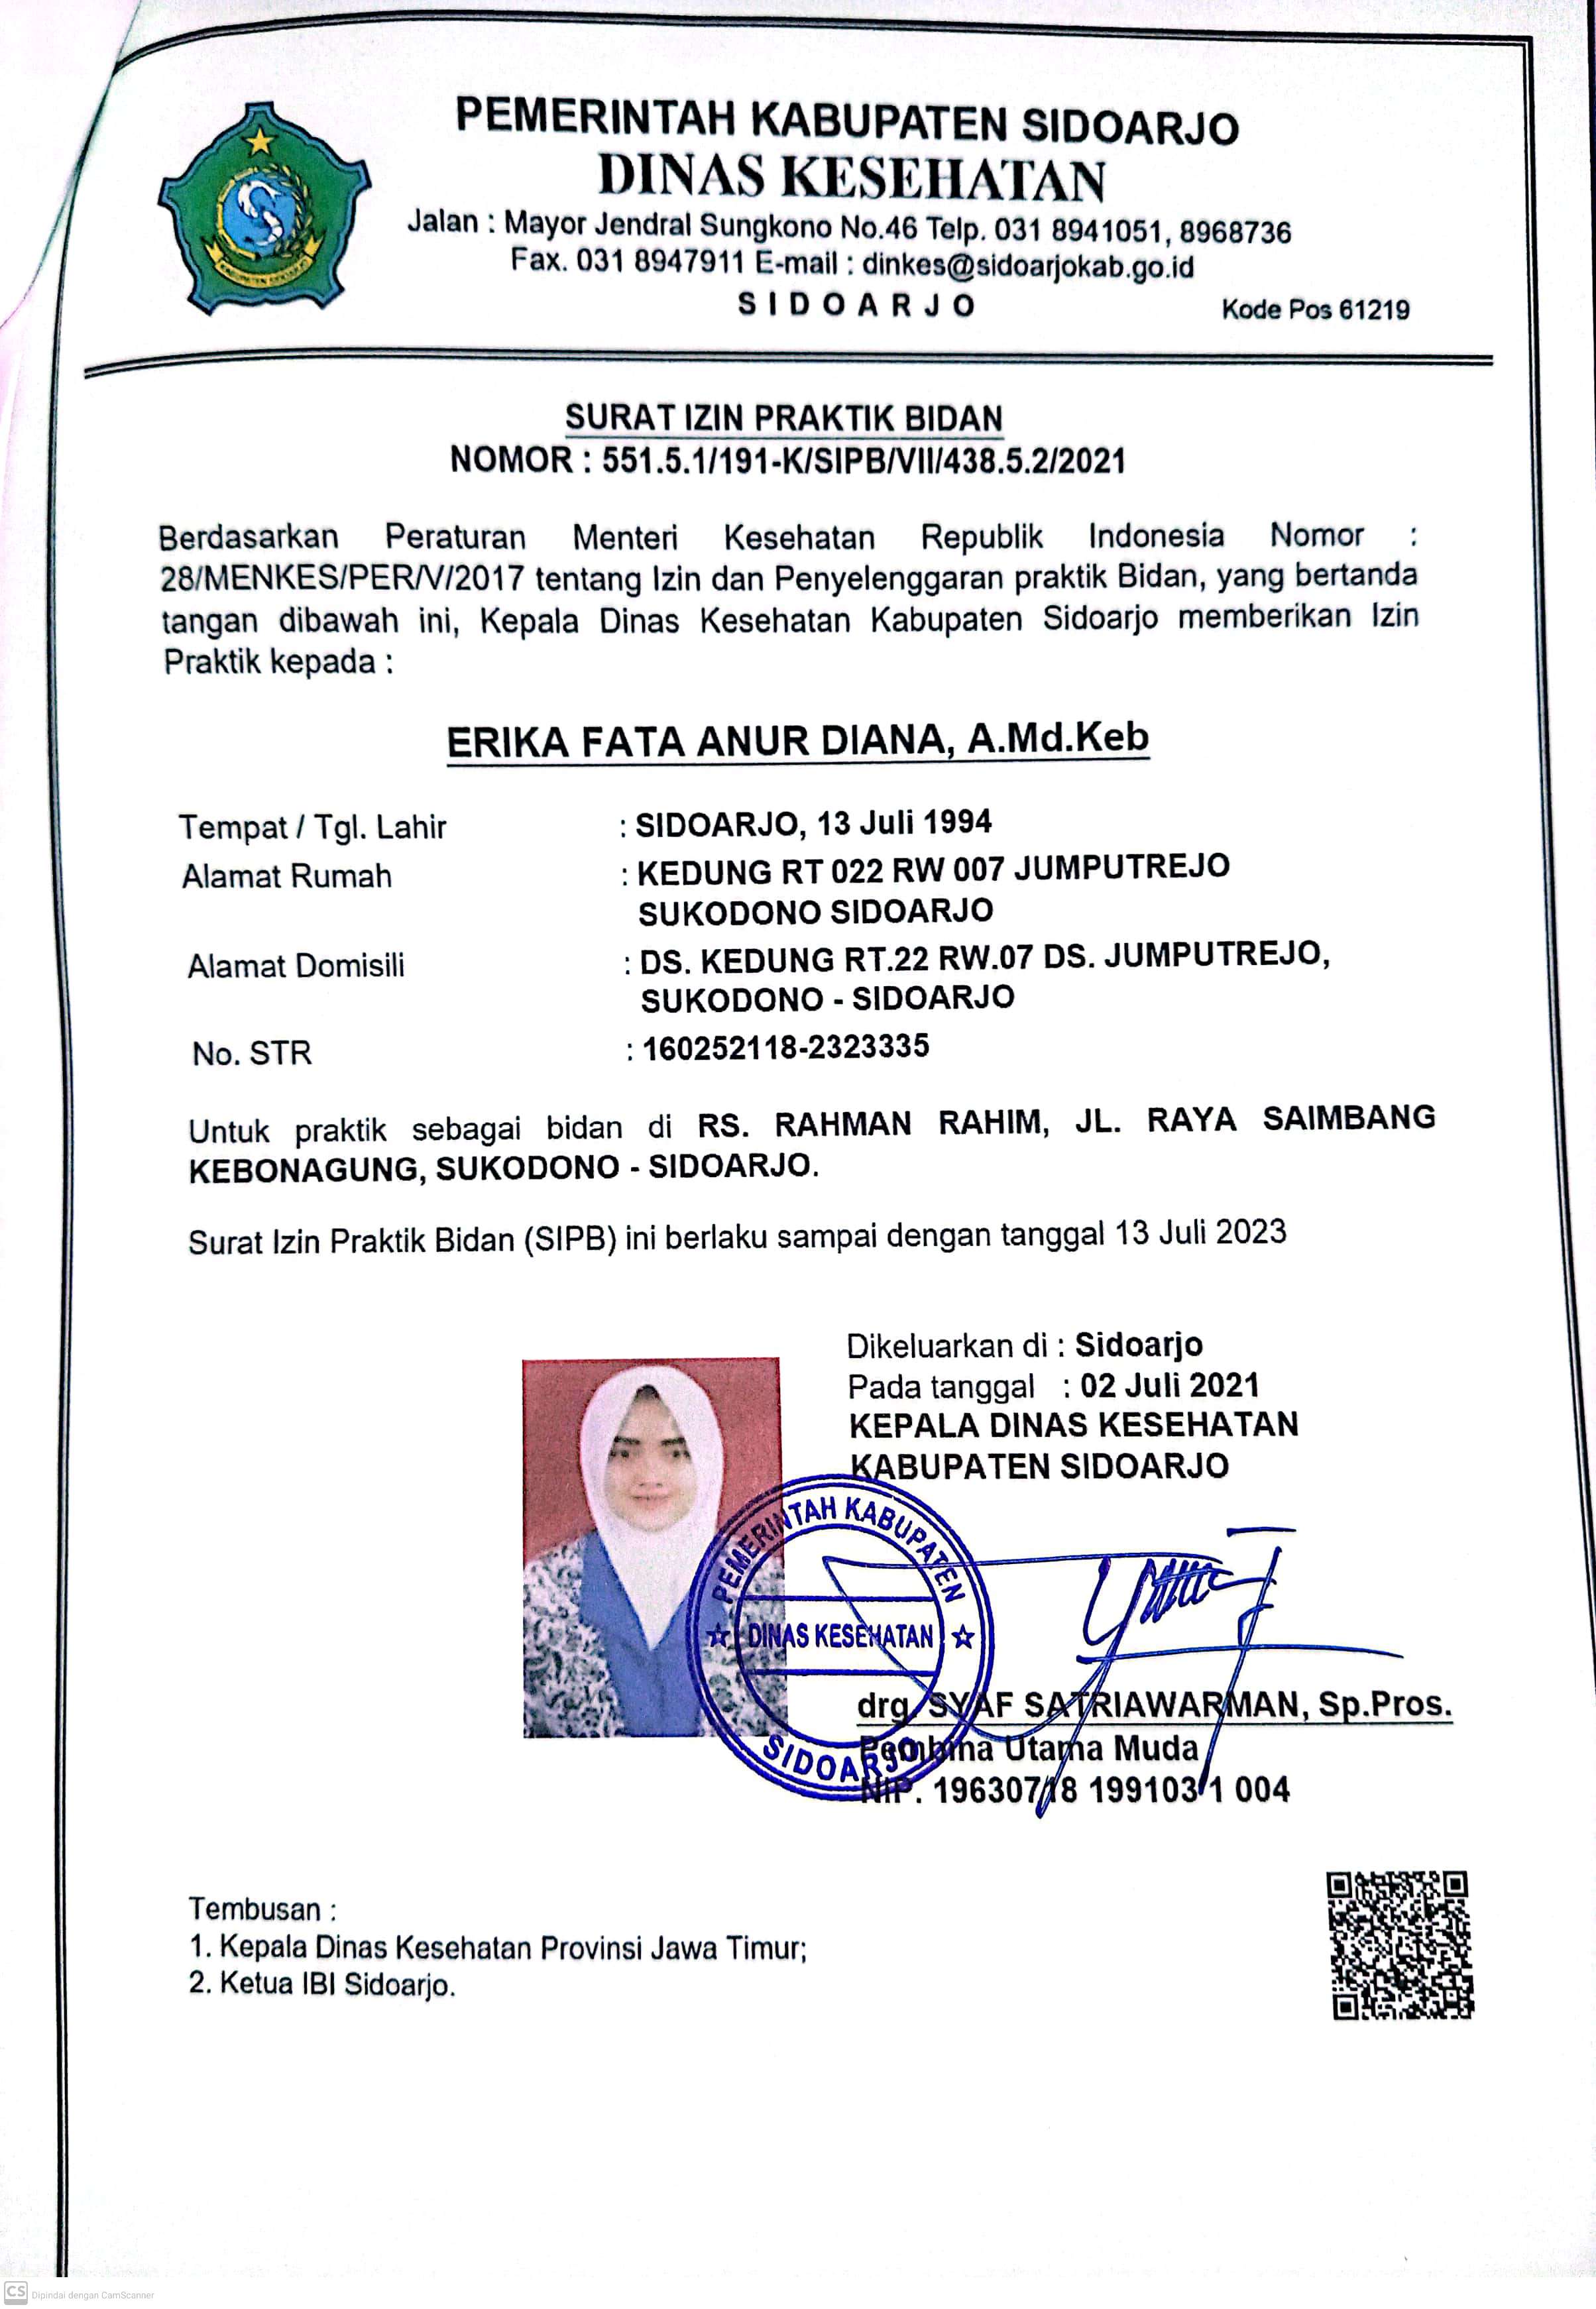 PEMERINTAH KABUPATEN SIDOARJO
DINAS KESEHATAN
Jalan : Mayor Jendral Sungkono No.46 Telp. 031 8941051, 8968736
Fax. 031 8947911 E-mail : dinkes@sidoarjokab.go.id
S I D O A R J O
Kode Pos 61219
KABUPATEN SIDOARJO
SURAT IZIN PRAKTIK BIDAN
NOMOR : 551.5.1/191-K/SIPB/VII/438.5.2/2021
Berdasarkan Peraturan Menteri Kesehatan Republik Indonesia Nomor :
28/MENKES/PER/V/2017 tentang Izin dan Penyelenggaran praktik Bidan, yang bertanda
tangan dibawah ini, Kepala Dinas Kesehatan Kabupaten Sidoarjo memberikan Izin
Praktik kepada :
ERIKA FATA ANUR DIANA, A.Md.Keb
Tempat / Tgl. Lahir : SIDOARJO, 13 Juli 1994
Alamat Rumah : KEDUNG RT 022 RW 007 JUMPUTREJO
SUKODONO SIDOARJO
Alamat Domisili : DS. KEDUNG RT.22 RW.07 DS. JUMPUTREJO,
SUKODONO - SIDOARJO
No. STR : 160252118-2323335
Untuk praktik sebagai bidan di RS. RAHMAN RAHIM, JL. RAYA SAIMBANG
KEBONAGUNG, SUKODONO - SIDOARJO.
Surat Izin Praktik Bidan (SIPB) ini berlaku sampai dengan tanggal 13 Juli 2023
Dikeluarkan di : Sidoarjo
Pada tanggal : 02 Juli 2021
KEPALA DINAS KESEHATAN
KABUPATEN SIDOARJO
PEMERINTAH KABUPATEN
DINAS KESEHATAN
SIDOARJO
drg. SYAF SATRIAWARMAN, Sp.Pros.
Pembina Utama Muda
NIP. 19630718 199103 1 004
Tembusan :
1. Kepala Dinas Kesehatan Provinsi Jawa Timur;
2. Ketua IBI Sidoarjo.
CS Dipindai dengan CamScanner